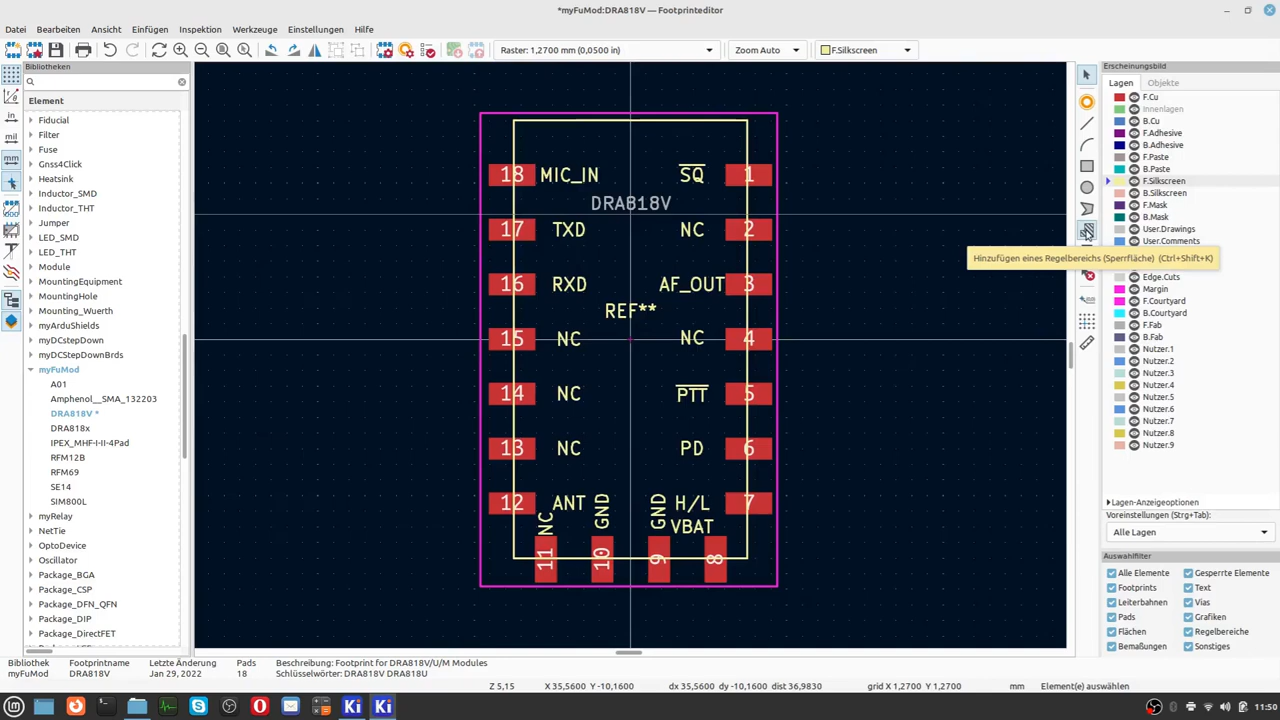 *myFuMod:DRA818V — Footprinteditor
Datei Bearbeiten Ansicht Einfügen Inspektion Werkzeuge Einstellungen Hilfe
Raster: 1,2700 mm (0,0500 in) Zoom Auto F.Silkscreen
Bibliotheken
Element
Fiducial
Filter
Fuse
Gnss4Click
Heatsink
Inductor_SMD
Inductor_THT
Jumper
LED_SMD
LED_THT
Module
MountingEquipment
MountingHole
Mounting_Wuerth
myArduShields
myDCstepDown
myDCStepDownBrds
myFuMod
A01
Amphenol__SMA_132203
DRA818V *
DRA818x
IPEX_MHF-I-II-4Pad
RFM12B
RFM69
SE14
SIM800L
myRelay
NetTie
OptoDevice
Oscillator
Package_BGA
Package_CSP
Package_DFN_QFN
Package_DIP
Package_DirectFET
in
mil
mm
18 MIC_IN SQ 1
DRA818V
17 TXD NC 2
16 RXD AF_OUT 3
REF**
15 NC NC 4
14 NC PTT 5
13 NC PD 6
12 ANT H/L 7
NC GND GND VBAT
11 10 9 8
Erscheinungsbild
Lagen Objekte
F.Cu
Innenlagen
B.Cu
F.Adhesive
B.Adhesive
F.Paste
B.Paste
F.Silkscreen
B.Silkscreen
F.Mask
B.Mask
User.Drawings
User.Comments
Hinzufügen eines Regelbereichs (Sperrfläche) (Ctrl+Shift+K)
Edge.Cuts
Margin
F.Courtyard
B.Courtyard
F.Fab
B.Fab
Nutzer.1
Nutzer.2
Nutzer.3
Nutzer.4
Nutzer.5
Nutzer.6
Nutzer.7
Nutzer.8
Nutzer.9
Lagen-Anzeigeoptionen
Voreinstellungen (Strg+Tab):
Alle Lagen
Auswahlfilter
Alle Elemente Gesperrte Elemente
Footprints Text
Leiterbahnen Vias
Pads Grafiken
Flächen Regelbereiche
Bemaßungen Sonstiges
Bibliothek Footprintname Letzte Änderung Pads Beschreibung: Footprint for DRA818V/U/M Modules
myFuMod DRA818V Jan 29, 2022 18 Schlüsselwörter: DRA818V DRA818U
Z 5,15 X 35,5600 Y -10,1600 dx 35,5600 dy -10,1600 dist 36,9830 grid X 1,2700 Y 1,2700 mm Element(e) auswählen
Ki Ki 11:50